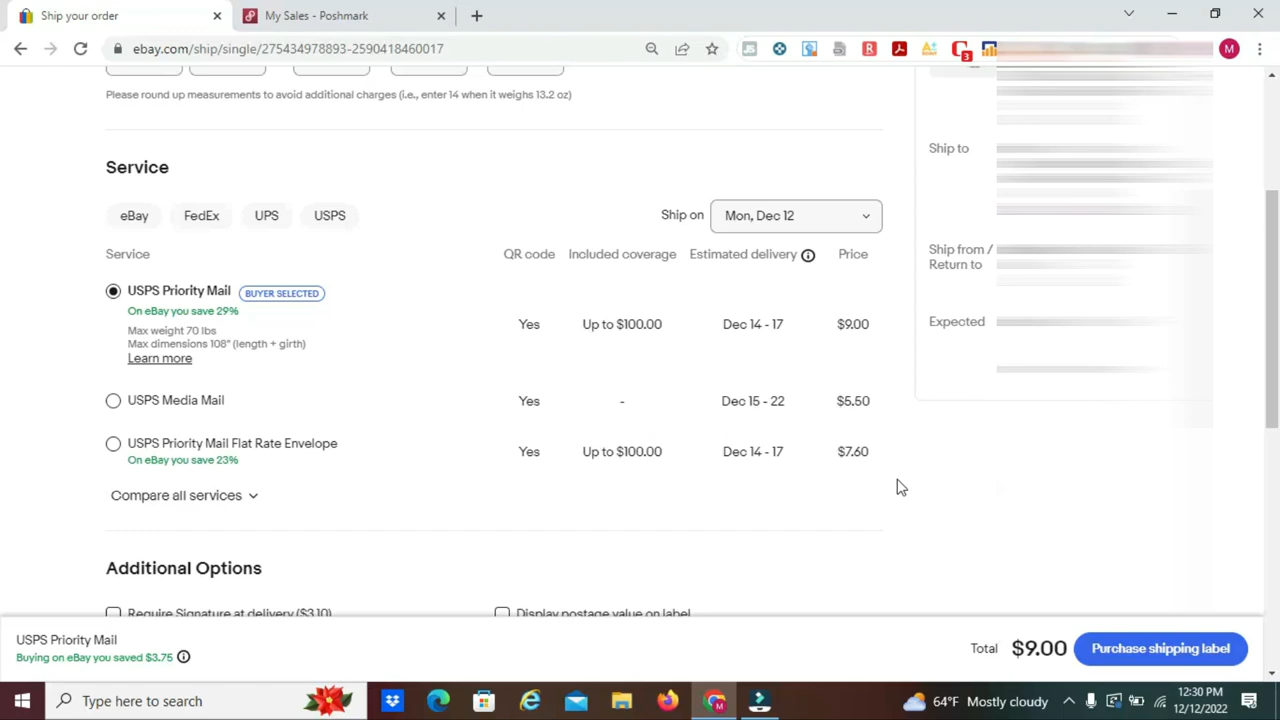 Ship your order
My Sales - Poshmark
ebay.com/ship/single/275434978893-2590418460017
3
M
Please round up measurements to avoid additional charges (i.e., enter 14 when it weighs 13.2 oz)
Service
eBay FedEx UPS USPS
Ship on Mon, Dec 12
Service QR code Included coverage Estimated delivery Price
USPS Priority Mail BUYER SELECTED
On eBay you save 29%
Max weight 70 lbs
Max dimensions 108" (length + girth)
Learn more
Yes Up to $100.00 Dec 14 - 17 $9.00
USPS Media Mail Yes - Dec 15 - 22 $5.50
USPS Priority Mail Flat Rate Envelope
On eBay you save 23%
Yes Up to $100.00 Dec 14 - 17 $7.60
Compare all services
Ship to
Ship from /
Return to
Expected
Additional Options
Require Signature at delivery ($3.10)
Display postage value on label
USPS Priority Mail
Buying on eBay you saved $3.75
Total $9.00 Purchase shipping label
Type here to search
M
64°F Mostly cloudy
12:30 PM
12/12/2022